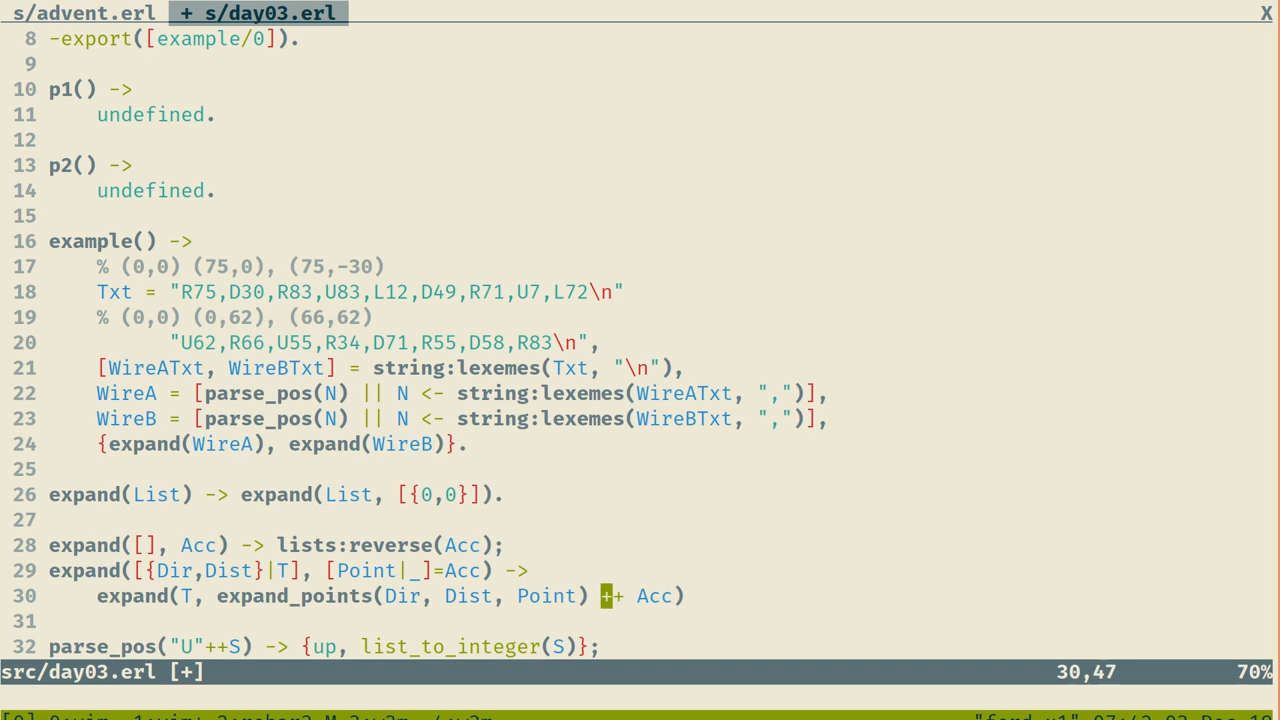 s/advent.erl + s/day03.erl X
8 -export([example/0]).
9
10 p1() ->
11 undefined.
12
13 p2() ->
14 undefined.
15
16 example() ->
17 % (0,0) (75,0), (75,-30)
18 Txt = "R75,D30,R83,U83,L12,D49,R71,U7,L72\n"
19 % (0,0) (0,62), (66,62)
20 "U62,R66,U55,R34,D71,R55,D58,R83\n",
21 [WireATxt, WireBTxt] = string:lexemes(Txt, "\n"),
22 WireA = [parse_pos(N) || N <- string:lexemes(WireATxt, ",")],
23 WireB = [parse_pos(N) || N <- string:lexemes(WireBTxt, ",")],
24 {expand(WireA), expand(WireB)}.
25
26 expand(List) -> expand(List, [{0,0}]).
27
28 expand([], Acc) -> lists:reverse(Acc);
29 expand([{Dir,Dist}|T], [Point|_]=Acc) ->
30 expand(T, expand_points(Dir, Dist, Point) ++ Acc)
31
32 parse_pos("U"++S) -> {up, list_to_integer(S)};
src/day03.erl [+] 30,47 70%